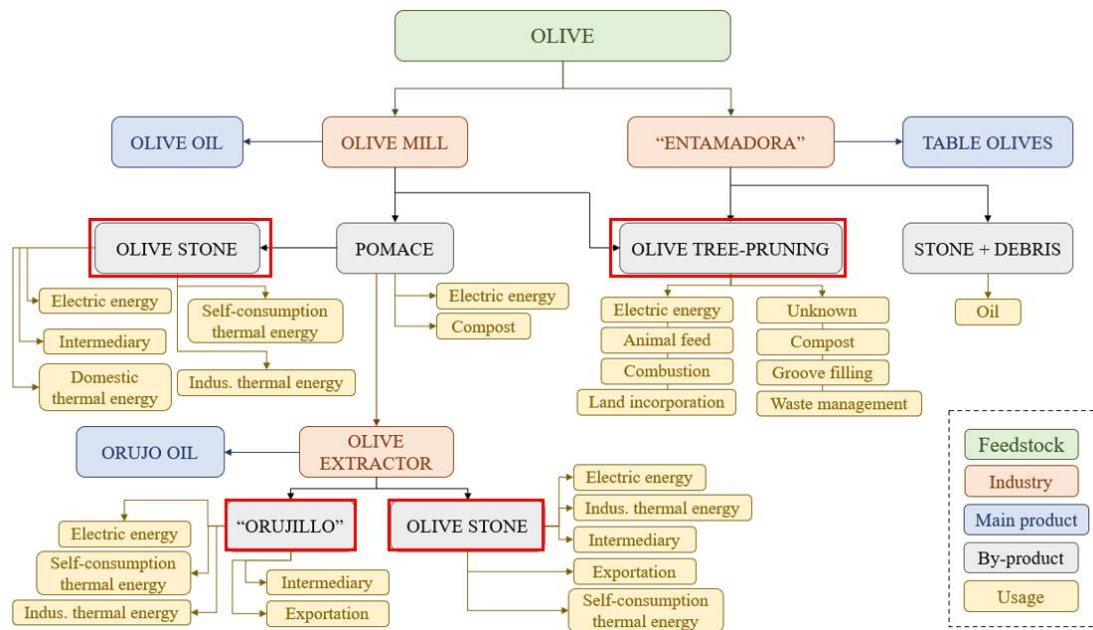 OLIVE
OLIVE OIL
OLIVE MILL
“ENTAMADORA”
TABLE OLIVES
OLIVE STONE
POMACE
OLIVE TREE-PRUNING
STONE + DEBRIS
Electric energy
Intermediary
Domestic
thermal energy
Self-consumption
thermal energy
Indus. thermal energy
Electric energy
Compost
Electric energy
Animal feed
Combustion
Land incorporation
Unknown
Compost
Groove filling
Waste management
Oil
ORUJO OIL
OLIVE
EXTRACTOR
“ORUJILLO”
OLIVE STONE
Electric energy
Self-consumption
thermal energy
Indus. thermal energy
Intermediary
Exportation
Electric energy
Indus. thermal energy
Intermediary
Exportation
Self-consumption
thermal energy
Feedstock
Industry
Main product
By-product
Usage